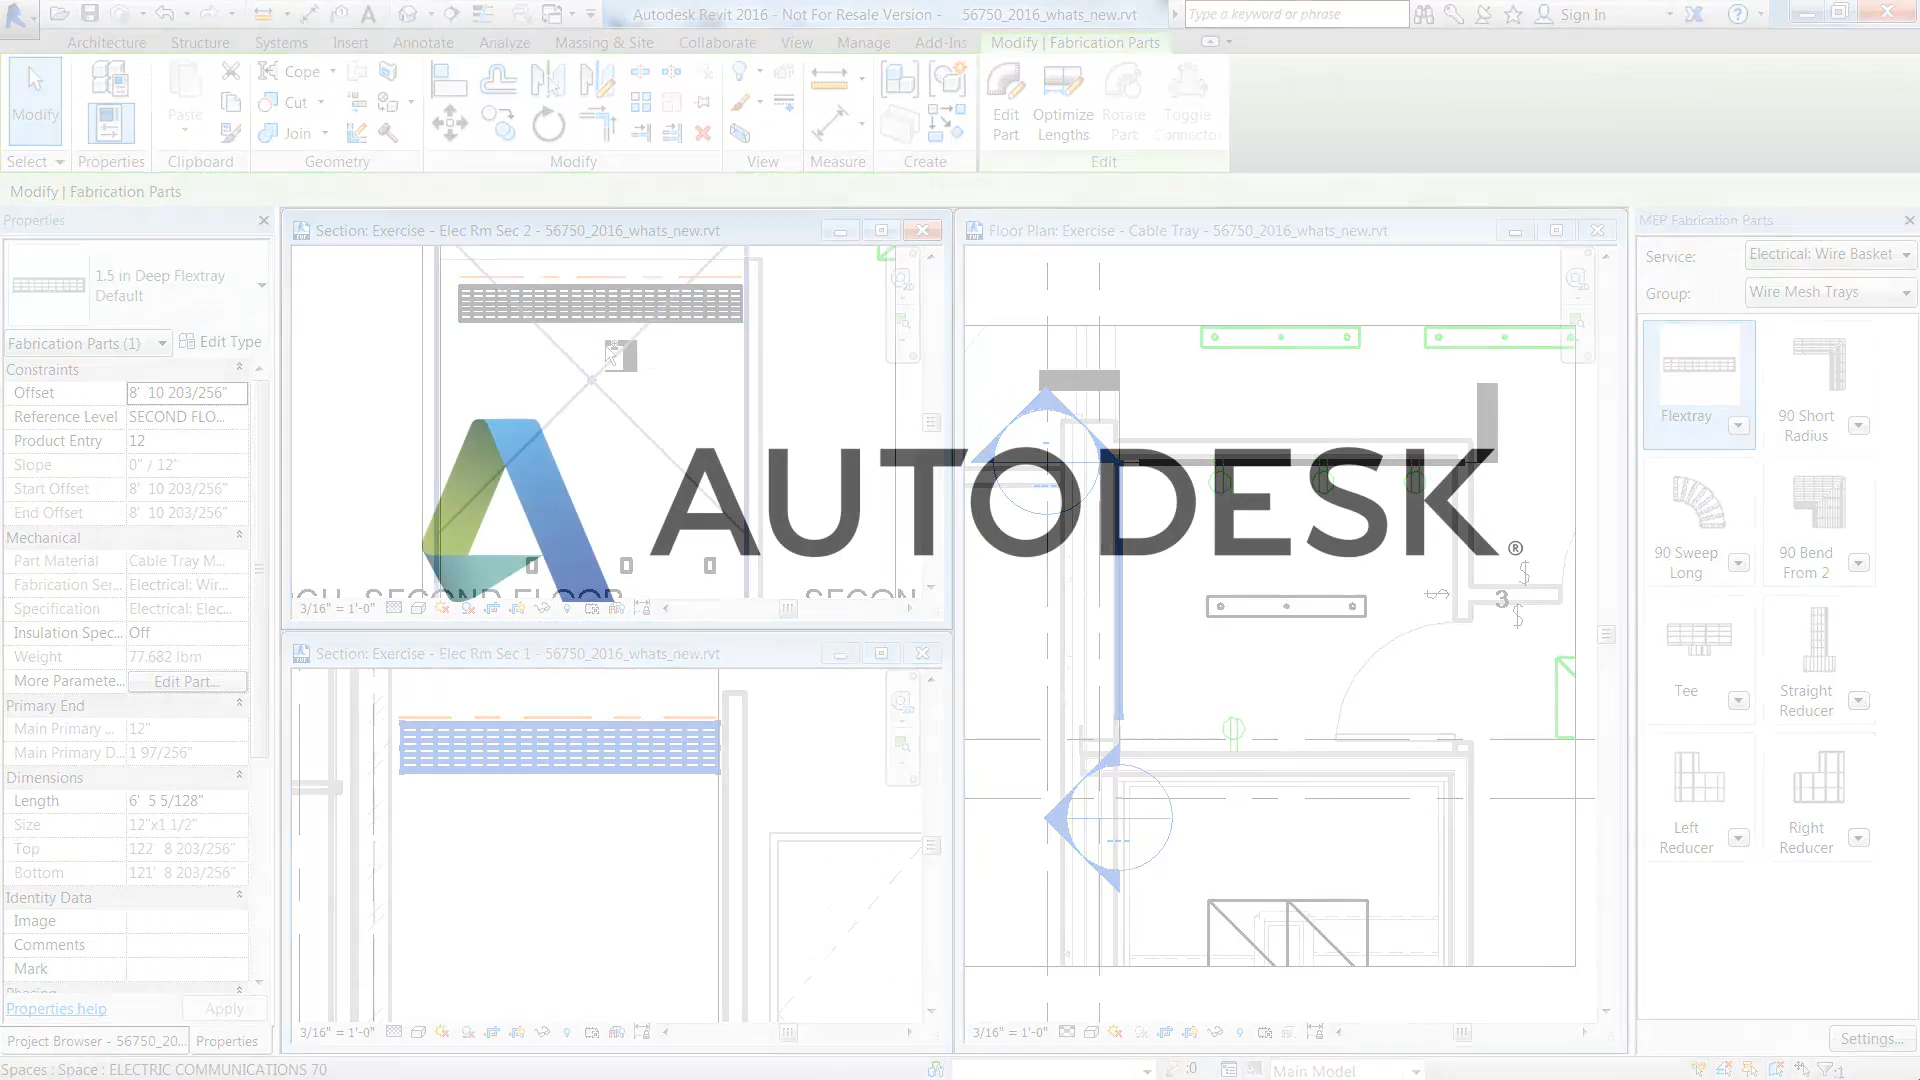 Autodesk Revit 2016 - Not For Resale Version - 56750_2016_whats_new.rvt
Type a keyword or phrase
Sign In
Architecture Structure Systems Insert Annotate Analyze Massing & Site Collaborate View Manage Add-Ins Modify | Fabrication Parts
Modify
Paste
Cope
Cut
Join
Edit Part
Optimize Lengths
Rotate Part
Toggle Connector
Select Properties Clipboard Geometry Modify View Measure Create Edit
Modify | Fabrication Parts
Properties
1.5 in Deep Flextray
Default
Fabrication Parts (1)
Edit Type
Constraints
Offset 8' 10 203/256"
Reference Level SECOND FLO...
Product Entry 12
Slope 0" / 12"
Start Offset 8' 10 203/256"
End Offset 8' 10 203/256"
Mechanical
Part Material Cable Tray M...
Fabrication Ser... Electrical: Wir...
Specification Electrical: Elec...
Insulation Spec... Off
Weight 77.682 lbm
More Paramete... Edit Part...
Primary End
Main Primary ... 12"
Main Primary D... 1 97/256"
Dimensions
Length 6' 5 5/128"
Size 12"x1 1/2"
Top 122' 8 203/256"
Bottom 121' 8 203/256"
Identity Data
Image
Comments
Mark
Phasing
Properties help
Apply
Project Browser - 56750_20...
Properties
Section: Exercise - Elec Rm Sec 2 - 56750_2016_whats_new.rvt
SECOND FLOOR
SECON
3/16" = 1'-0"
Section: Exercise - Elec Rm Sec 1 - 56750_2016_whats_new.rvt
3/16" = 1'-0"
Floor Plan: Exercise - Cable Tray - 56750_2016_whats_new.rvt
$
$
3
$
3/16" = 1'-0"
AUTODESK®
MEP Fabrication Parts
Service: Electrical: Wire Basket
Group: Wire Mesh Trays
Flextray
90 Short Radius
90 Sweep Long
90 Bend From 2
Tee
Straight Reducer
Left Reducer
Right Reducer
Settings...
Spaces : Space : ELECTRIC COMMUNICATIONS 70
:0
Main Model
:1